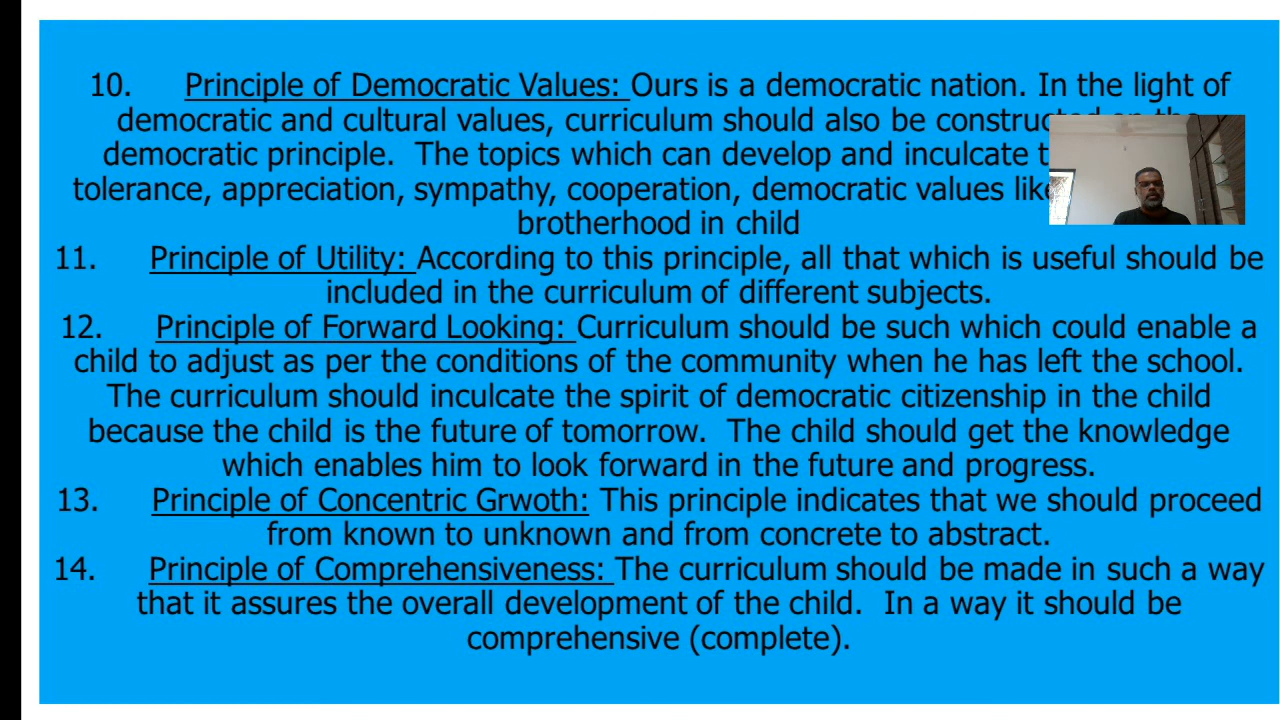 10. Principle of Democratic Values: Ours is a democratic nation. In the light of
democratic and cultural values, curriculum should also be constructed on the
democratic principle. The topics which can develop and inculcate
tolerance, appreciation, sympathy, cooperation, democratic values like
brotherhood in child
11. Principle of Utility: According to this principle, all that which is useful should be
included in the curriculum of different subjects.
12. Principle of Forward Looking: Curriculum should be such which could enable a
child to adjust as per the conditions of the community when he has left the school.
The curriculum should inculcate the spirit of democratic citizenship in the child
because the child is the future of tomorrow. The child should get the knowledge
which enables him to look forward in the future and progress.
13. Principle of Concentric Grwoth: This principle indicates that we should proceed
from known to unknown and from concrete to abstract.
14. Principle of Comprehensiveness: The curriculum should be made in such a way
that it assures the overall development of the child. In a way it should be
comprehensive (complete).